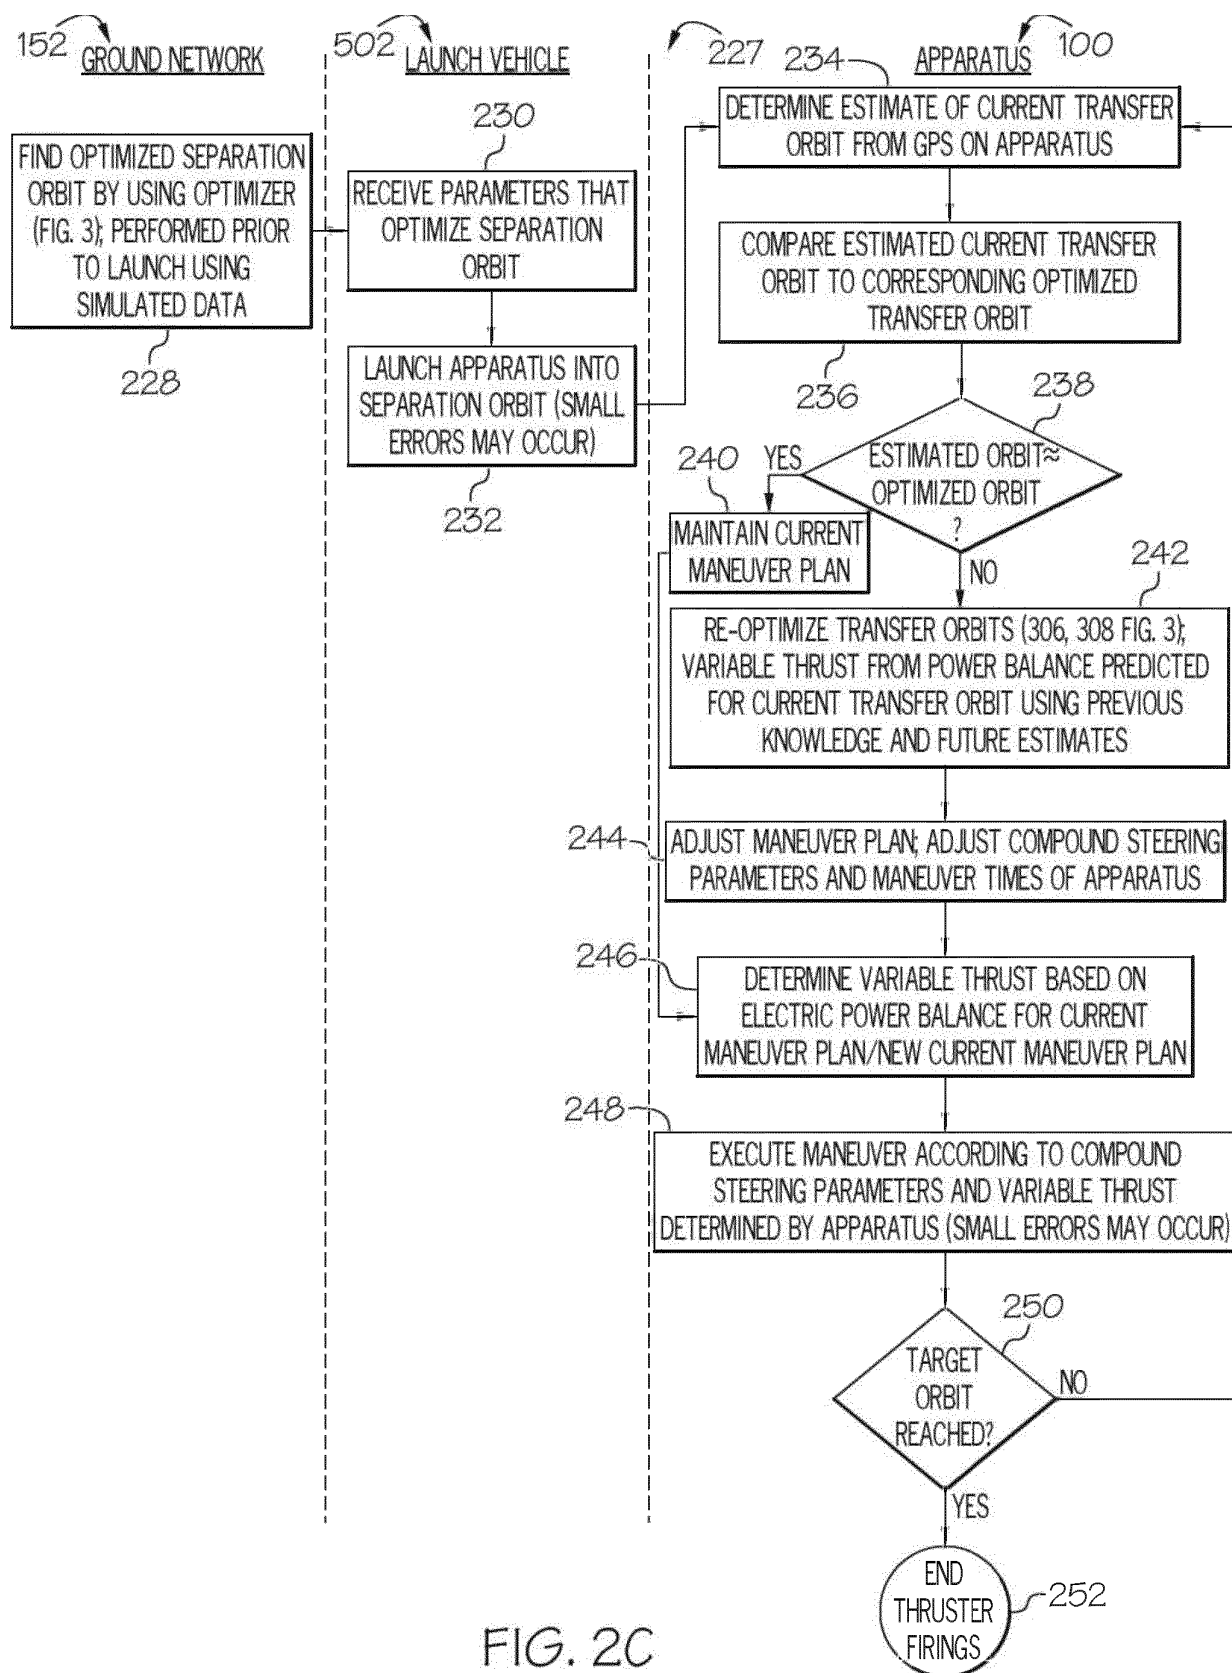 152
GROUND NETWORK
502
LAUNCH VEHICLE
227
APPARATUS
100
FIND OPTIMIZED SEPARATION
ORBIT BY USING OPTIMIZER
(FIG. 3); PERFORMED PRIOR
TO LAUNCH USING
SIMULATED DATA
228
230
RECEIVE PARAMETERS THAT
OPTIMIZE SEPARATION
ORBIT
LAUNCH APPARATUS INTO
SEPARATION ORBIT (SMALL
ERRORS MAY OCCUR)
232
234
DETERMINE ESTIMATE OF CURRENT TRANSFER
ORBIT FROM GPS ON APPARATUS
COMPARE ESTIMATED CURRENT TRANSFER
ORBIT TO CORRESPONDING OPTIMIZED
TRANSFER ORBIT
236
238
ESTIMATED ORBIT≈
OPTIMIZED ORBIT
?
YES
240
MAINTAIN CURRENT
MANEUVER PLAN
NO
242
RE-OPTIMIZE TRANSFER ORBITS (306, 308 FIG. 3);
VARIABLE THRUST FROM POWER BALANCE PREDICTED
FOR CURRENT TRANSFER ORBIT USING PREVIOUS
KNOWLEDGE AND FUTURE ESTIMATES
244
ADJUST MANEUVER PLAN; ADJUST COMPOUND STEERING
PARAMETERS AND MANEUVER TIMES OF APPARATUS
246
DETERMINE VARIABLE THRUST BASED ON
ELECTRIC POWER BALANCE FOR CURRENT
MANEUVER PLAN/NEW CURRENT MANEUVER PLAN
248
EXECUTE MANEUVER ACCORDING TO COMPOUND
STEERING PARAMETERS AND VARIABLE THRUST
DETERMINED BY APPARATUS (SMALL ERRORS MAY OCCUR)
250
TARGET
ORBIT
REACHED?
NO
YES
END
THRUSTER
FIRINGS
252
FIG. 2C